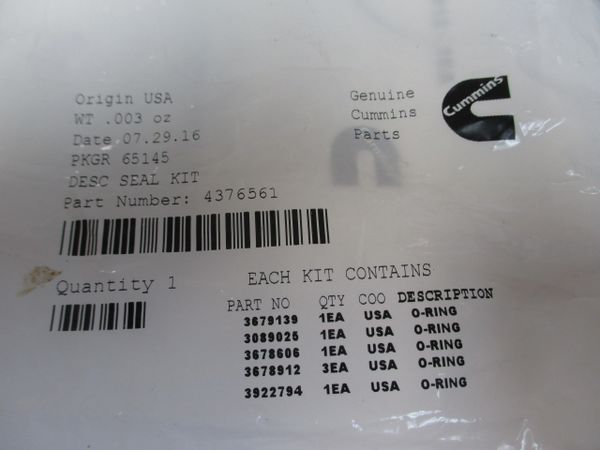 Origin USA
WT .003 oz
Date 07.29.16
PKGR 65145
DESC SEAL KIT
Part Number: 4376561
Genuine
Cummins
Parts
Cummins
Quantity 1
EACH KIT CONTAINS
PART NO QTY COO DESCRIPTION
3679139 1EA USA O-RING
3089025 1EA USA O-RING
3678606 1EA USA O-RING
3678912 3EA USA O-RING
3922794 1EA USA O-RING